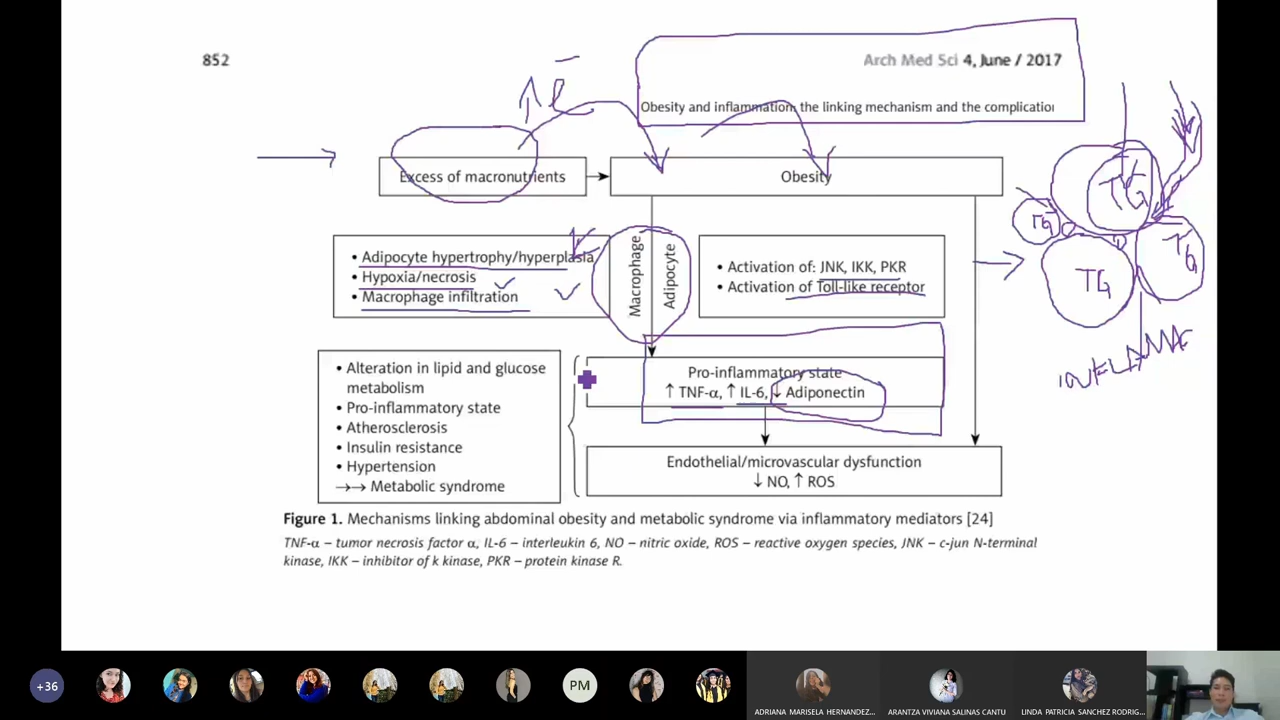 852
Arch Med Sci 4, June / 2017
Obesity and inflammation: the linking mechanism and the complicatio
Excess of macronutrients
Obesity
• Adipocyte hypertrophy/hyperplasia
• Hypoxia/necrosis
• Macrophage infiltration
Macrophage
Adipocyte
• Activation of: JNK, IKK, PKR
• Activation of Toll-like receptor
TG
TG
TG
TG
• Alteration in lipid and glucose
metabolism
• Pro-inflammatory state
• Atherosclerosis
• Insulin resistance
• Hypertension
→→ Metabolic syndrome
Pro-inflammatory state
↑ TNF-α, ↑ IL-6, ↓ Adiponectin
Endothelial/microvascular dysfunction
↓ NO, ↑ ROS
Figure 1. Mechanisms linking abdominal obesity and metabolic syndrome via inflammatory mediators [24]
TNF-α – tumor necrosis factor α, IL-6 – interleukin 6, NO – nitric oxide, ROS – reactive oxygen species, JNK – c-jun N-terminal
kinase, IKK – inhibitor of k kinase, PKR – protein kinase R.
+36
PM
ADRIANA MARISELA HERNANDEZ...
ARANTZA VIVIANA SALINAS CANTU
LINDA PATRICIA SANCHEZ RODRIG...